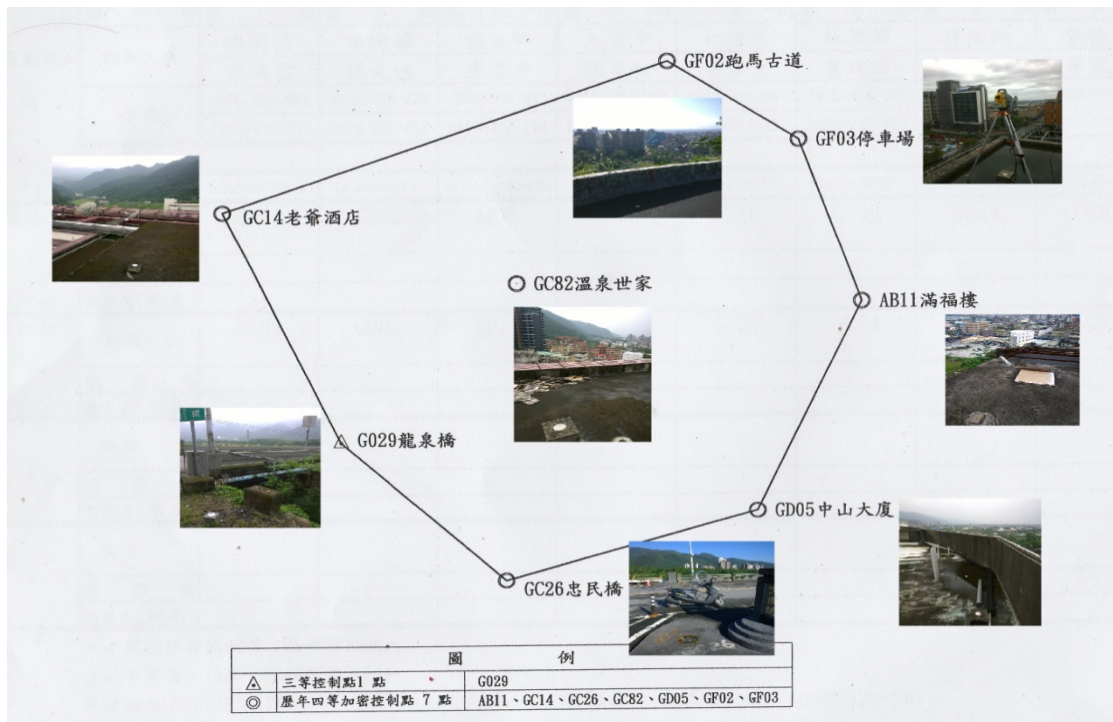 GF02跑馬古道
GF03停車場
GC14老爺酒店
GC82溫泉世家
AB11滿福樓
G029龍泉橋
GD05中山大廈
GC26忠民橋
圖 例
三等控制點1 點
G029
歷年四等加密控制點 7 點
AB11、GC14、GC26、GC82、GD05、GF02、GF03